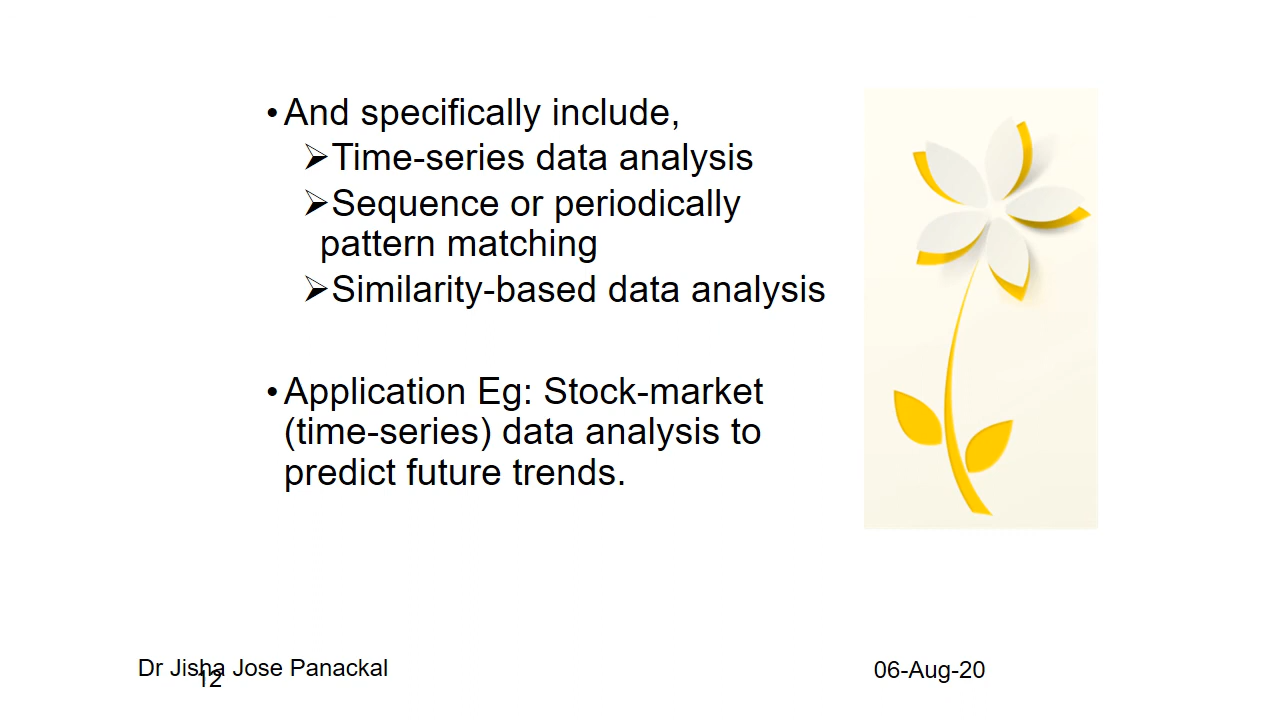 • And specifically include,
➢Time-series data analysis
➢Sequence or periodically
pattern matching
➢Similarity-based data analysis
• Application Eg: Stock-market
(time-series) data analysis to
predict future trends.
Dr Jisha Jose Panackal
12
06-Aug-20